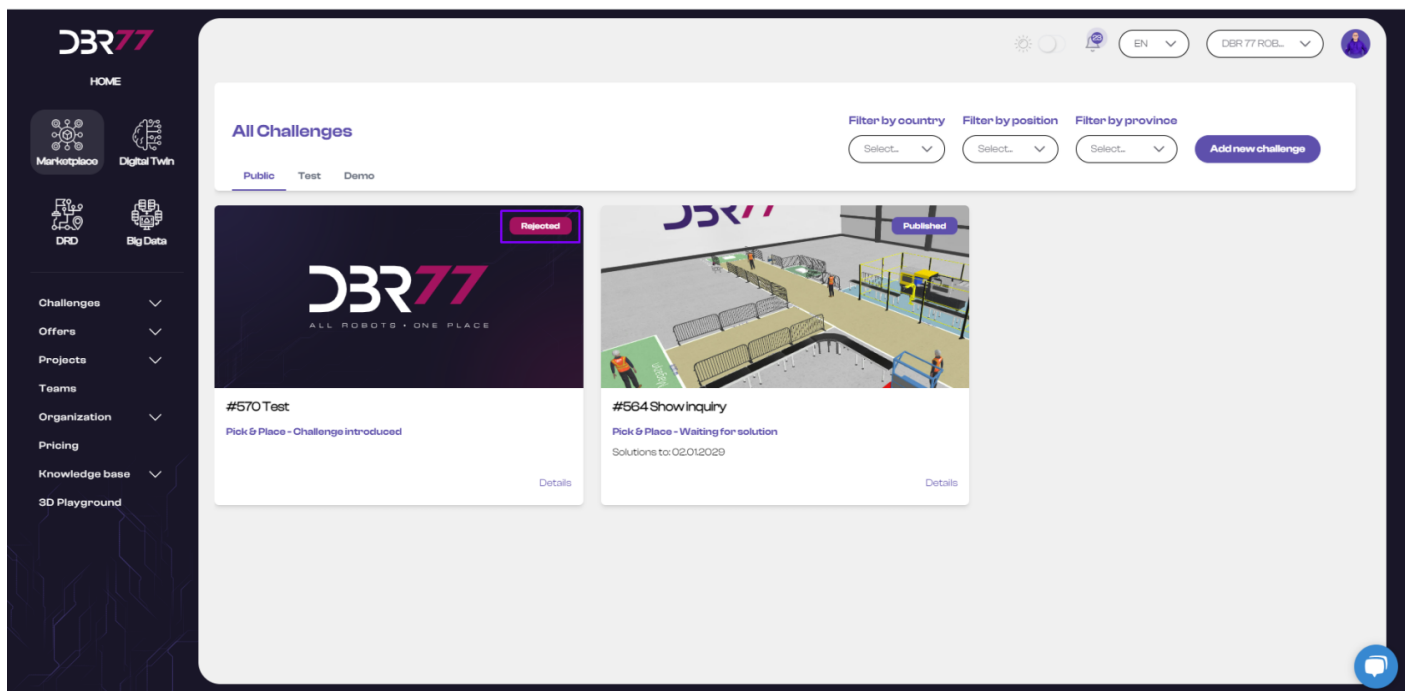 DBR77
HOME
Marketplace
Digital Twin
DRD
Big Data
Challenges
Offers
Projects
Teams
Organization
Pricing
Knowledge base
3D Playground
29
EN
DBR 77 ROB...
All Challenges
Filter by country
Filter by position
Filter by province
Select...
Select...
Select...
Add new challenge
Public
Test
Demo
Rejected
DBR77
ALL ROBOTS • ONE PLACE
#570 Test
Pick & Place - Challenge introduced
Details
DBR77
Published
#564 Show inquiry
Pick & Place - Waiting for solution
Solutions to: 02.01.2029
Details